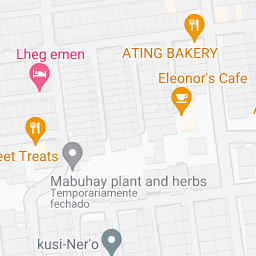 Lheg emen
ATING BAKERY
Eleonor's Cafe
eet Treats
Mabuhay plant and herbs
Temporariamente
fechado
kusi-Ner'o